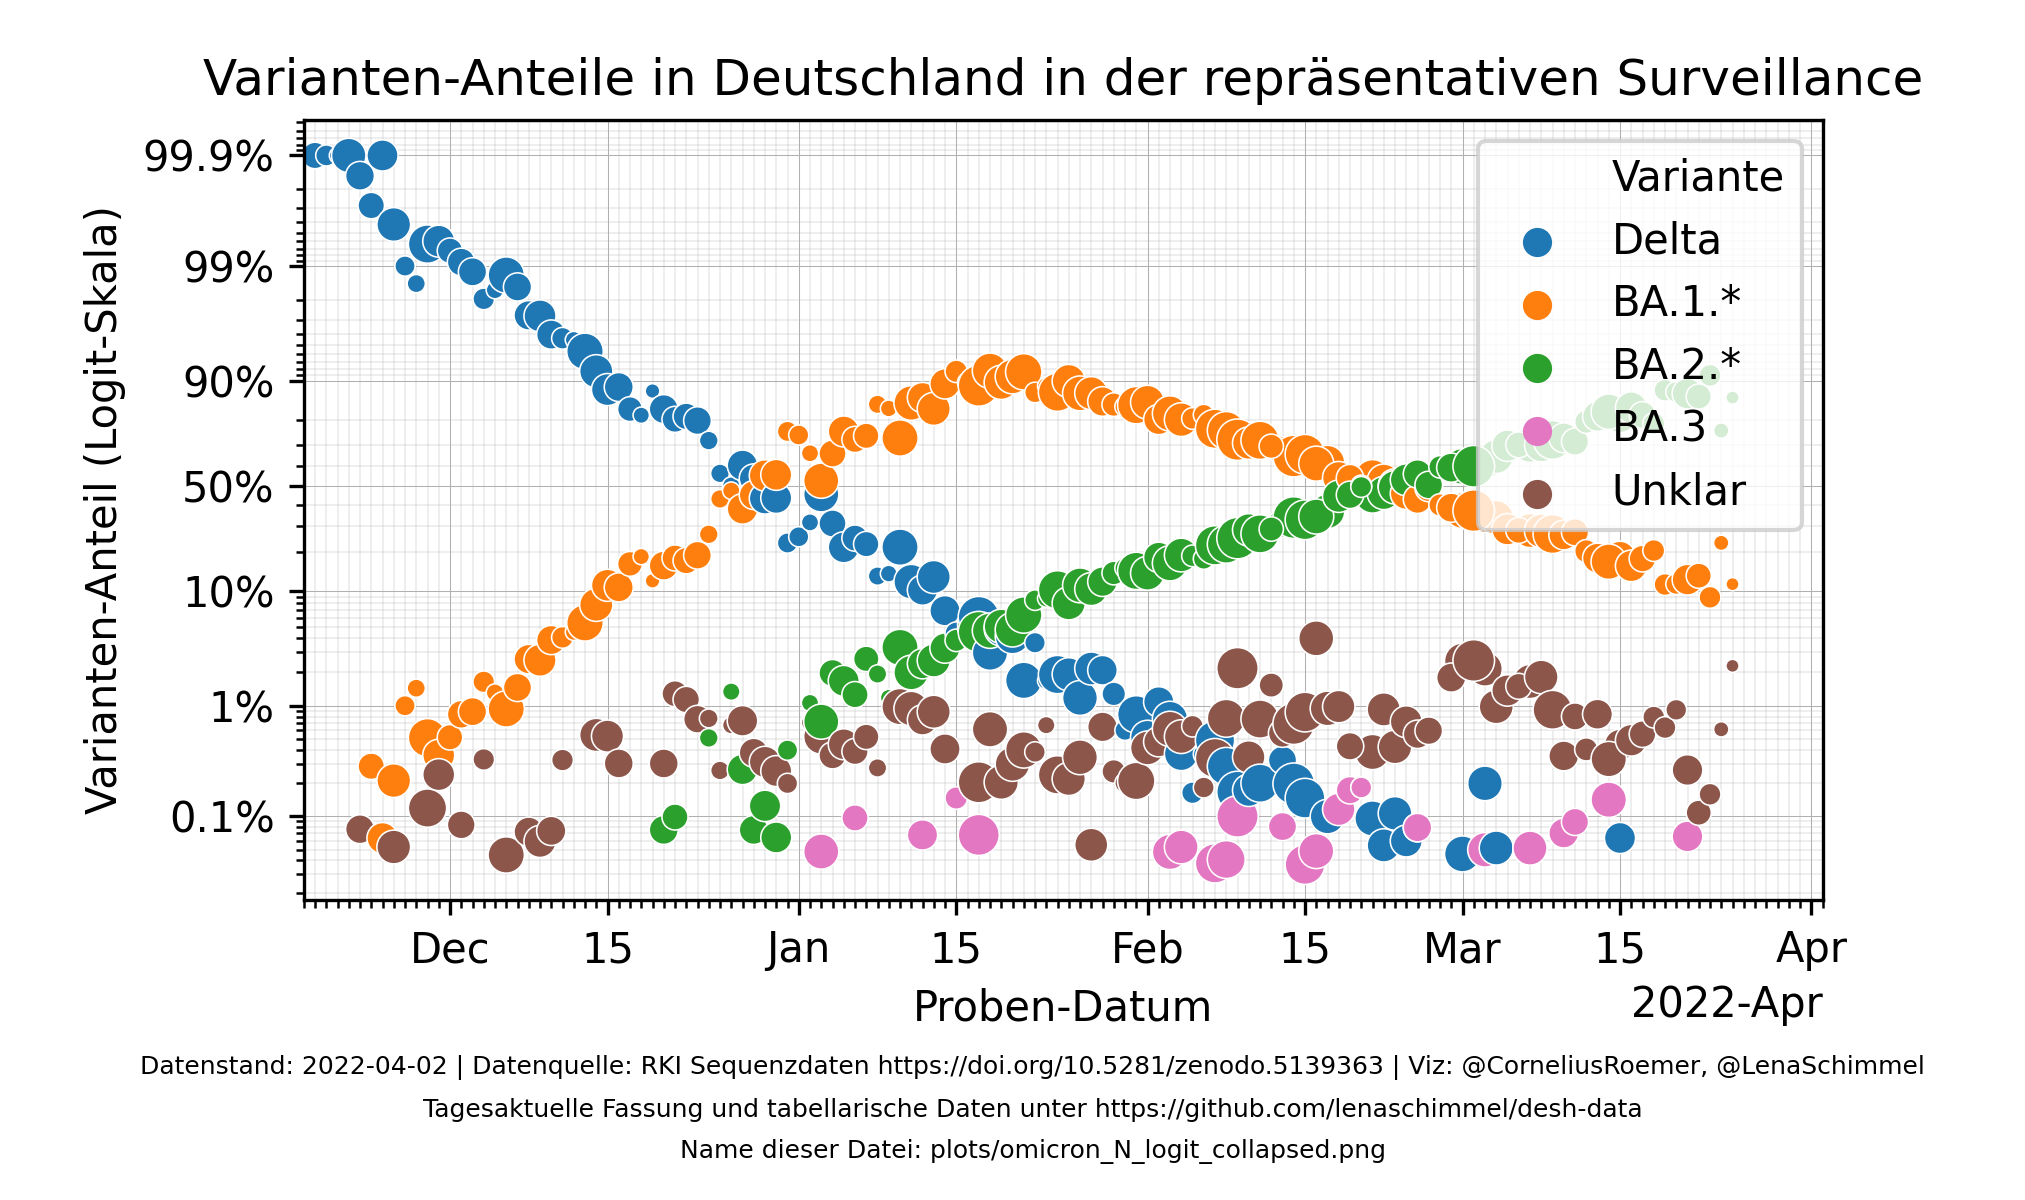 Varianten-Anteile in Deutschland in der repräsentativen Surveillance
Varianten-Anteil (Logit-Skala)
99.9%
99%
90%
50%
10%
1%
0.1%
Variante
Delta
BA.1.*
BA.2.*
BA.3
Unklar
Dec 15 Jan 15 Feb 15 Mar 15 Apr
Proben-Datum
2022-Apr
Datenstand: 2022-04-02 | Datenquelle: RKI Sequenzdaten https://doi.org/10.5281/zenodo.5139363 | Viz: @CorneliusRoemer, @LenaSchimmel
Tagesaktuelle Fassung und tabellarische Daten unter https://github.com/lenaschimmel/desh-data
Name dieser Datei: plots/omicron_N_logit_collapsed.png